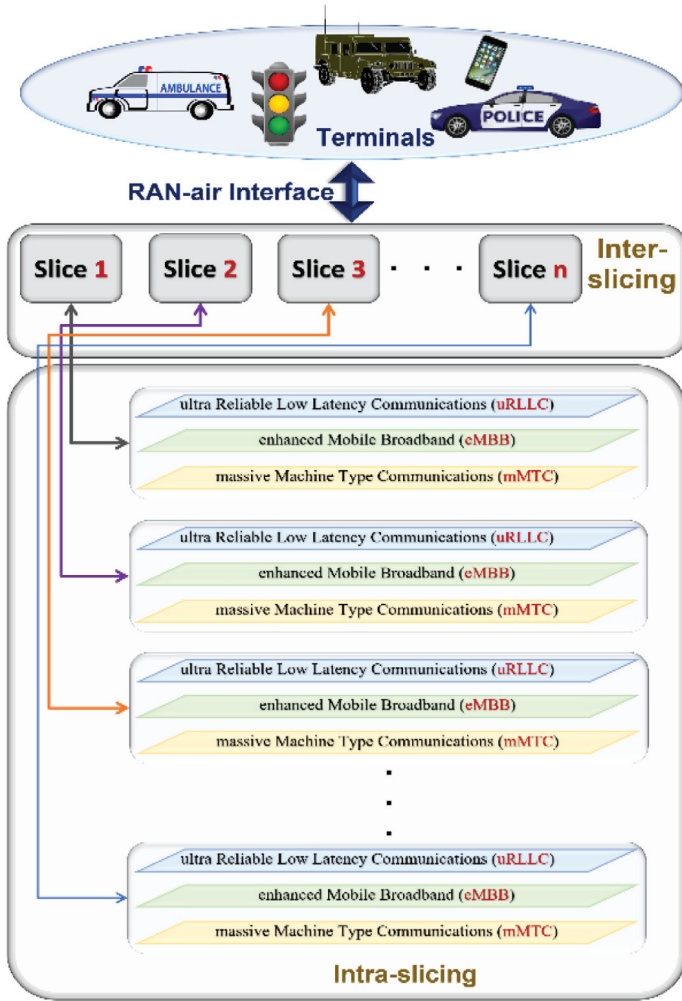 AMBULANCE
POLICE
Terminals
RAN-air Interface
Slice 1 Slice 2 Slice 3 . . . Slice n
Inter-
slicing
ultra Reliable Low Latency Communications (uRLLC)
enhanced Mobile Broadband (eMBB)
massive Machine Type Communications (mMTC)
ultra Reliable Low Latency Communications (uRLLC)
enhanced Mobile Broadband (eMBB)
massive Machine Type Communications (mMTC)
ultra Reliable Low Latency Communications (uRLLC)
enhanced Mobile Broadband (eMBB)
massive Machine Type Communications (mMTC)
.
.
.
ultra Reliable Low Latency Communications (uRLLC)
enhanced Mobile Broadband (eMBB)
massive Machine Type Communications (mMTC)
Intra-slicing